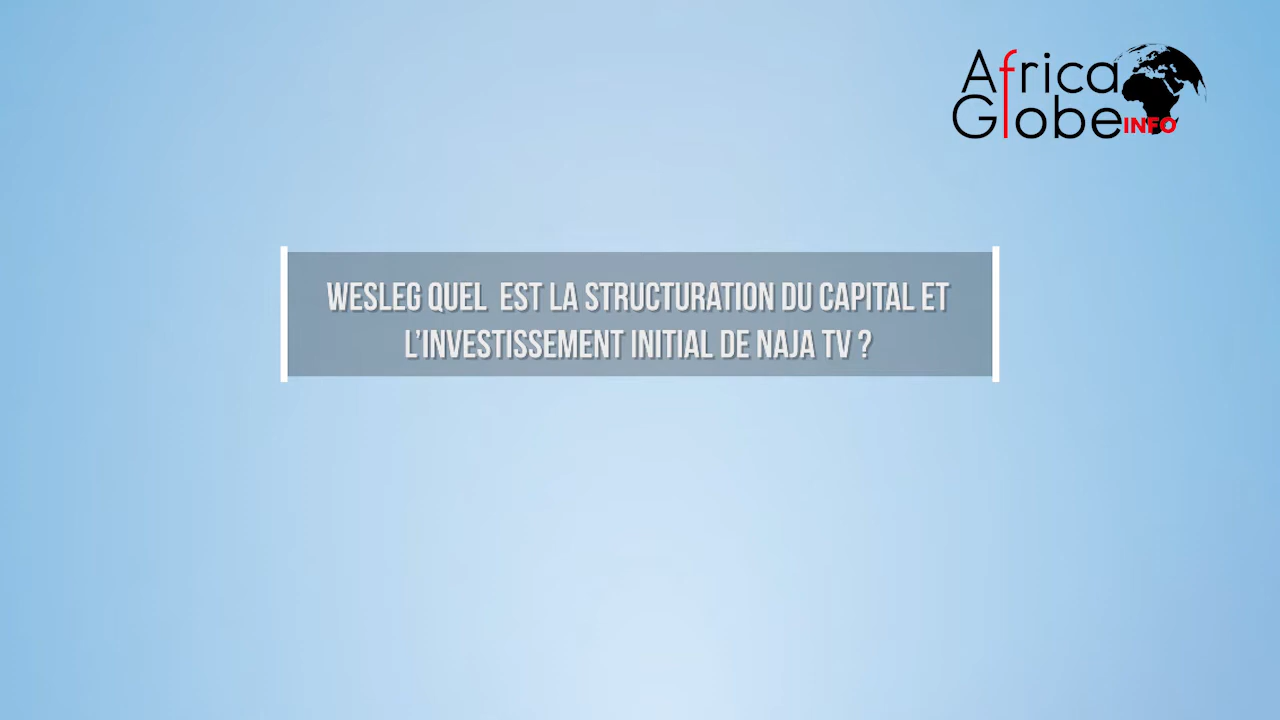 Africa
Globe INFO
WESLEG QUEL  EST LA STRUCTURATION DU CAPITAL ET
L’INVESTISSEMENT INITIAL DE NAJA TV ?